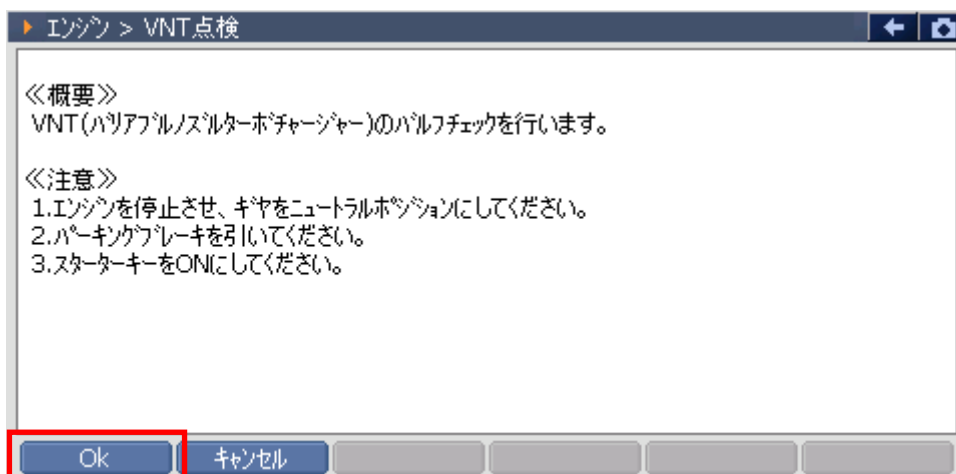 エンジン > VNT点検
≪概要≫
VNT(バリアブルノズルターボチャージャー)のバルブチェックを行います。
≪注意≫
1.エンジンを停止させ、ギヤをニュートラルポジションにしてください。
2.パーキングブレーキを引いてください。
3.スターターキーをONにしてください。
Ok キャンセル